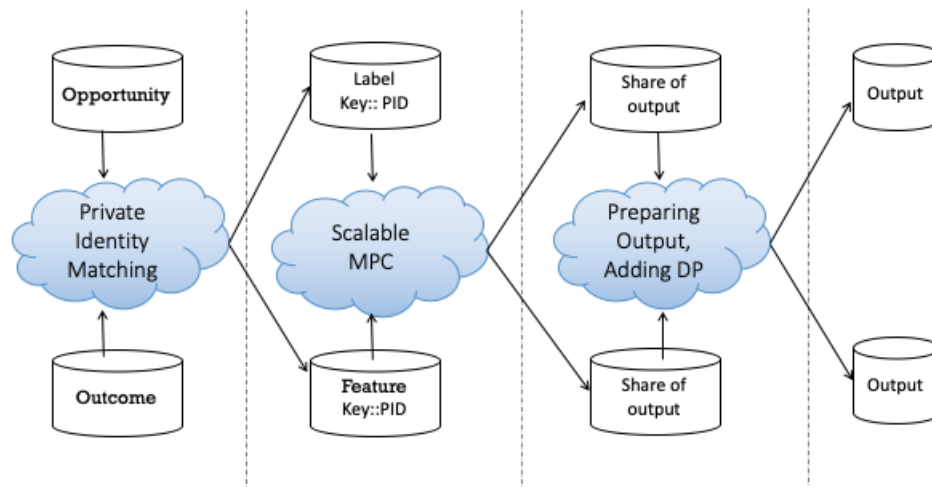 Opportunity
Private
Identity
Matching
Outcome
Label
Key:: PID
Scalable
MPC
Feature
Key::PID
Share of
output
Preparing
Output,
Adding DP
Share of
output
Output
Output